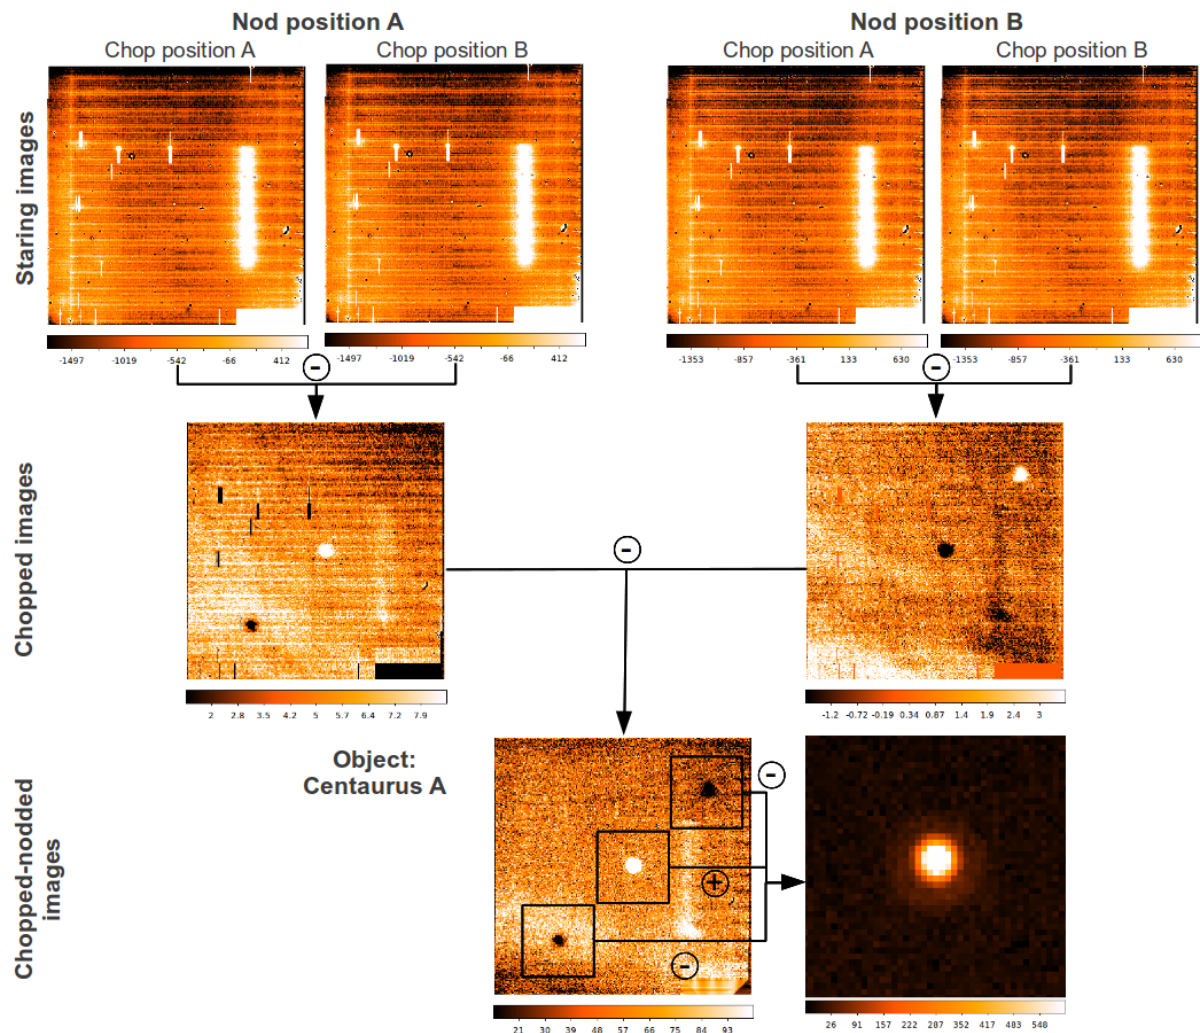 Nod position A
Nod position B
Chop position A
Chop position B
Chop position A
Chop position B
Staring images
-1497 -1019 -542 -66 412
-1497 -1019 -542 -66 412
-1353 -857 -361 133 630
-1353 -857 -361 133 630
-
-
Chopped images
-
2 2.8 3.5 4.2 5 5.7 6.4 7.2 7.9
-1.2 -0.72 -0.19 0.34 0.87 1.4 1.9 2.4 3
Chopped-nodded
images
Object:
Centaurus A
-
+
-
21 30 39 48 57 66 75 84 93
26 91 157 222 287 352 417 483 548